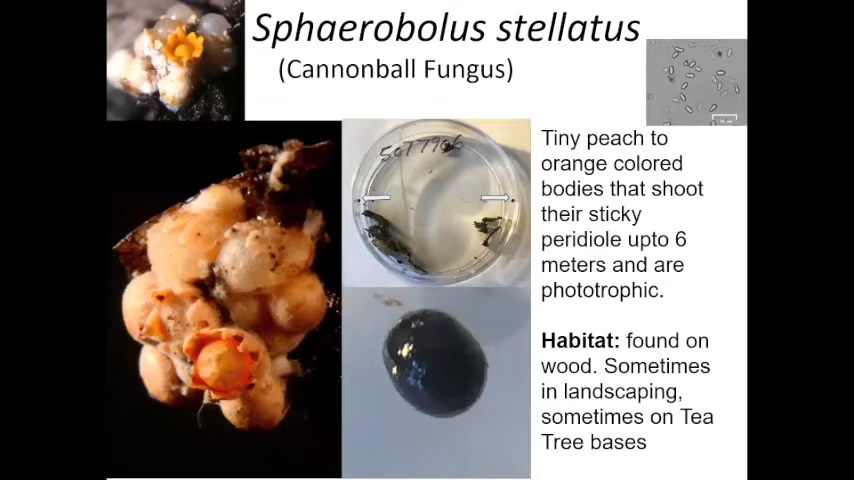 Sphaerobolus stellatus
(Cannonball Fungus)
5077906
Tiny peach to
orange colored
bodies that shoot
their sticky
peridiole upto 6
meters and are
phototrophic.
Habitat: found on
wood. Sometimes
in landscaping,
sometimes on Tea
Tree bases